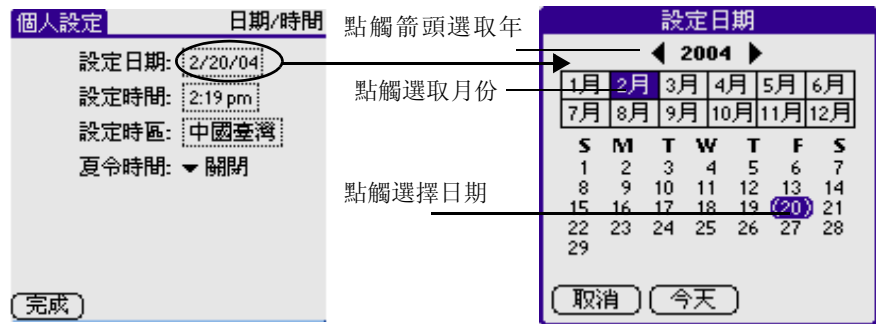 個人設定 日期/時間
設定日期: 2/20/04
設定時間: 2:19 pm
設定時區: 中國臺灣
夏令時間: 關閉
完成
點觸箭頭選取年
點觸選取月份
點觸選擇日期
設定日期
2004
1月 2月 3月 4月 5月 6月
7月 8月 9月 10月 11月 12月
S M T W T F S
1 2 3 4 5 6 7
8 9 10 11 12 13 14
15 16 17 18 19 20 21
22 23 24 25 26 27 28
29
取消 今天